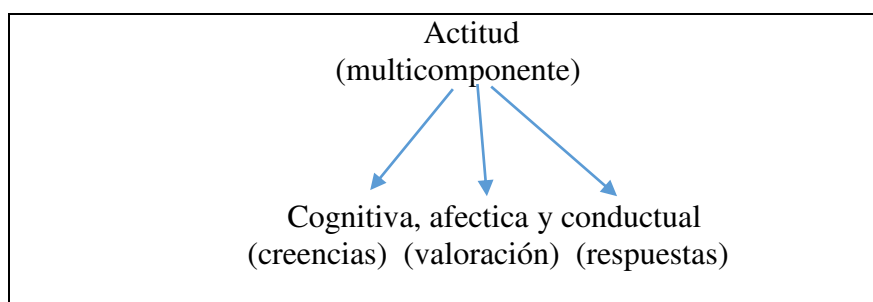 Actitud
(multicomponente)
Cognitiva, afectica y conductual
(creencias) (valoración) (respuestas)